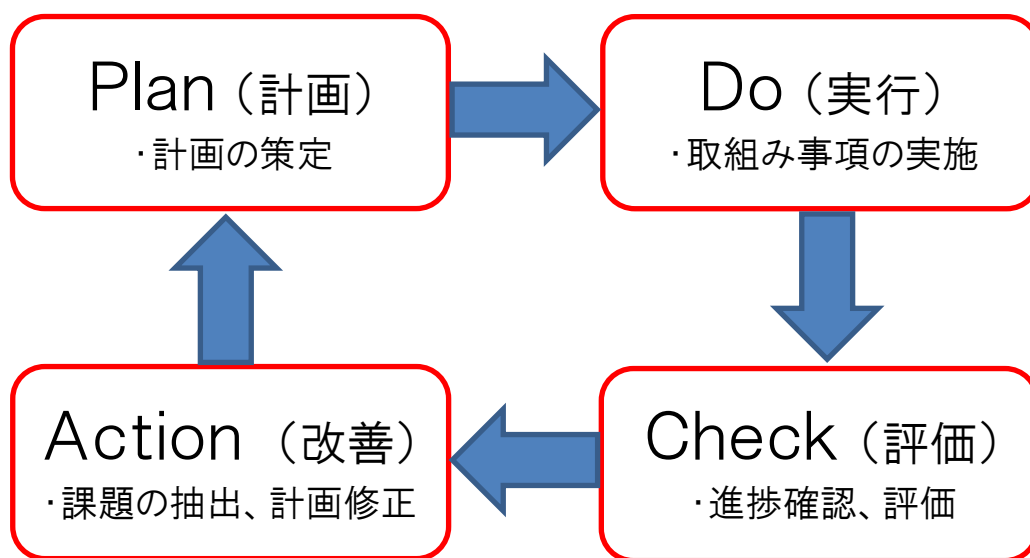 Plan（計画）
・計画の策定
Do（実行）
・取組み事項の実施
Action （改善）
・課題の抽出、計画修正
Check（評価）
・進捗確認、評価